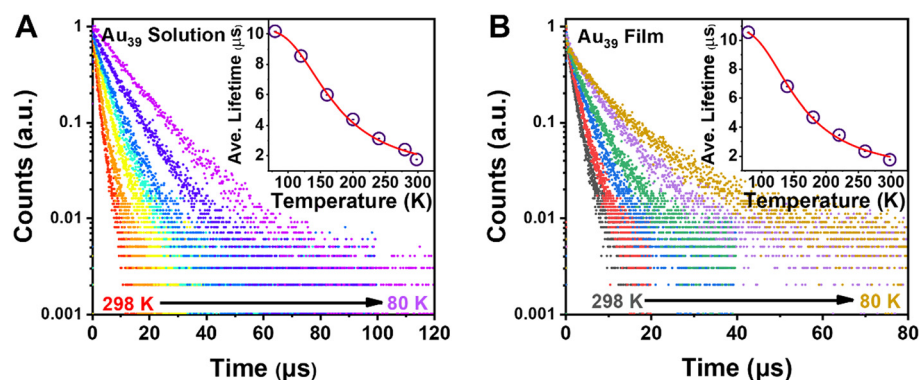 A
Au39 Solution
Counts (a.u.)
1
0.1
0.01
0.001
0 20 40 60 80 100 120
Time (µs)
298 K 80 K
Ave. Lifetime (µS)
10
8
6
4
2
100 150 200 250 300
Temperature (K)
B
Au39 Film
Counts (a.u.)
1
0.1
0.01
0.001
0 20 40 60 80
Time (µs)
298 K 80 K
Ave. Lifetime (µS)
10
8
6
4
2
100 150 200 250 300
Temperature (K)